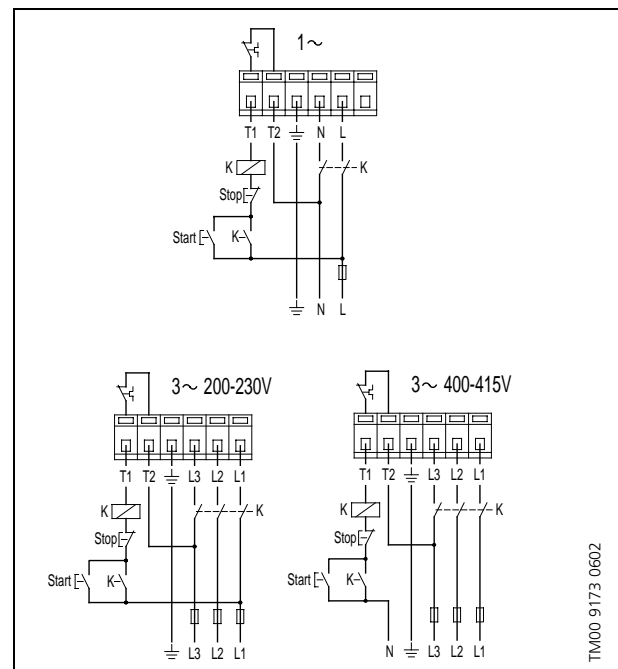 1~
T1 T2 N L
K K
Stop
Start K
N L
3~ 200-230V
T1 T2 L3 L2 L1
K K
Stop
Start K
L3 L2 L1
3~ 400-415V
T1 T2 L3 L2 L1
K K
Stop
Start K
N L3 L2 L1
TM00 9173 0602